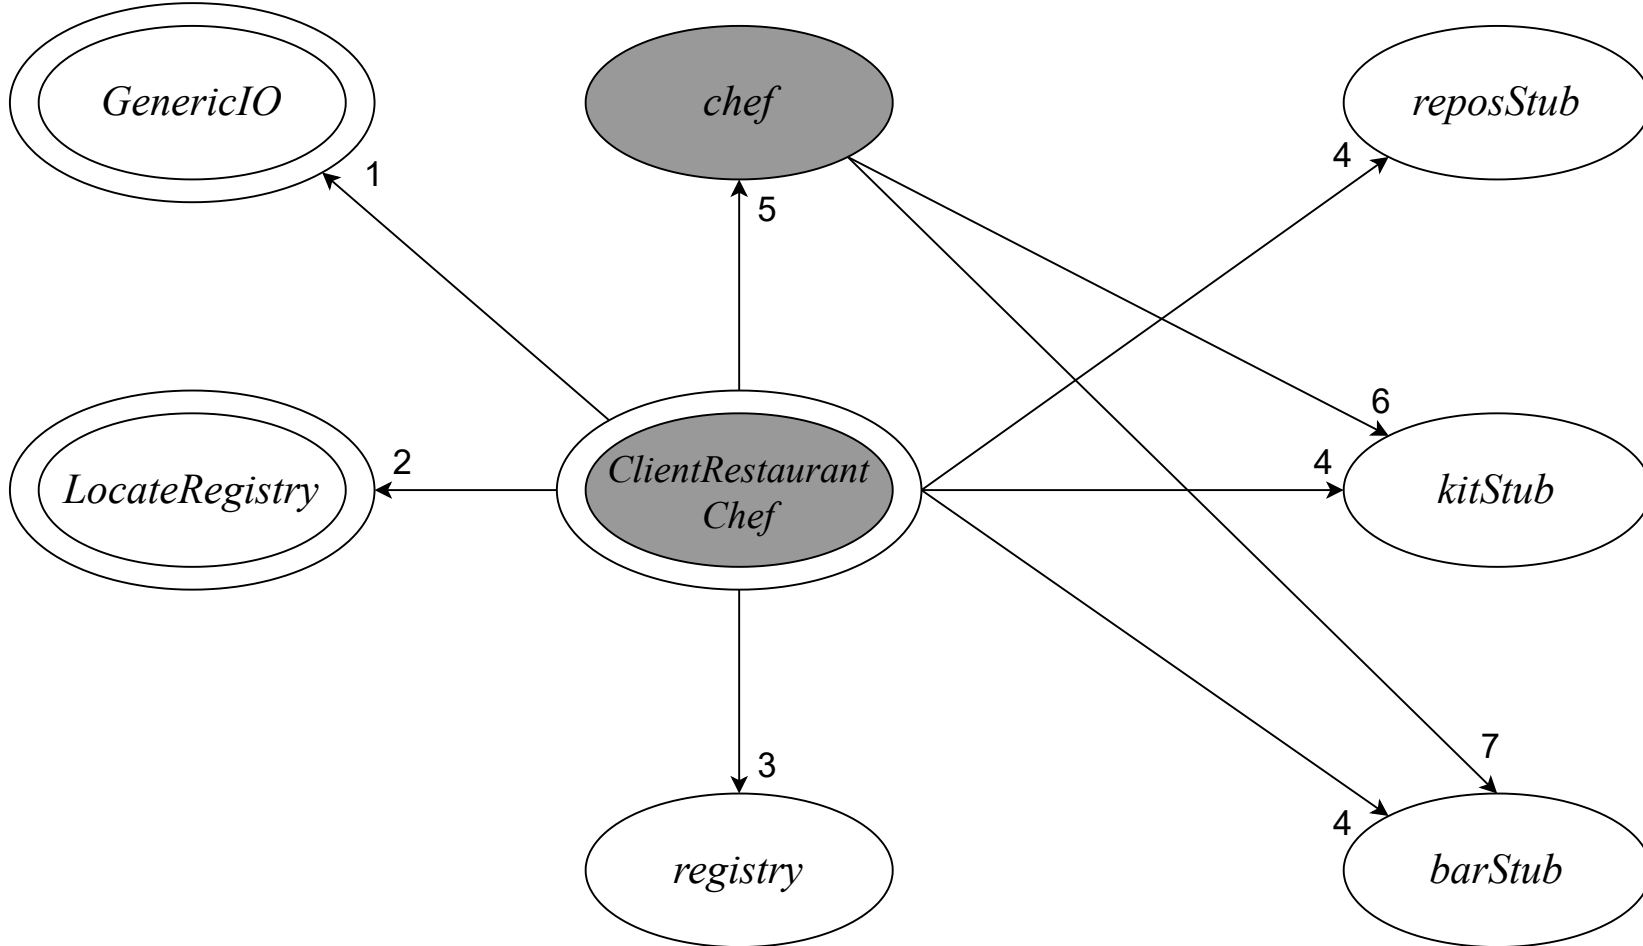 GenericIO
chef
reposStub
1
4
5
6
2
4
LocateRegistry
ClientRestaurant
Chef
kitStub
3
7
4
registry
barStub